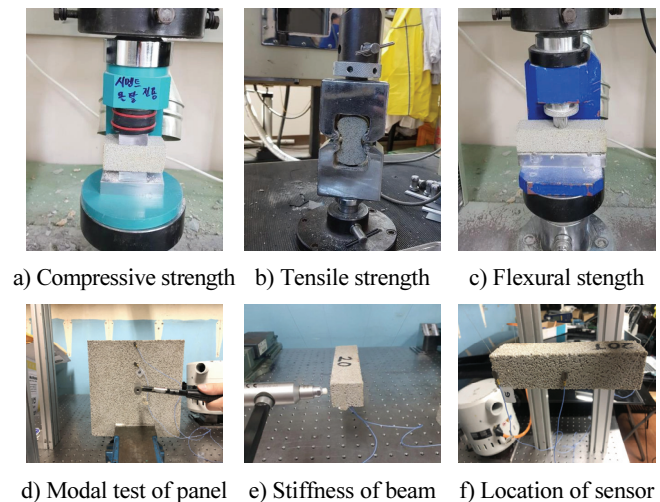 시멘트
몰탈 전용
a) Compressive strength b) Tensile strength c) Flexural stength
20
20
d) Modal test of panel e) Stiffness of beam f) Location of sensor